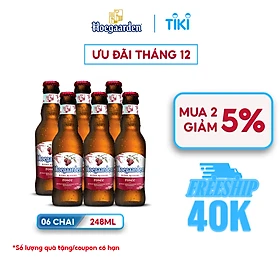 Hoegaarden
TIKI
ƯU ĐÃI THÁNG 12
MUA 2
GIẢM 5%
Hoegaarden
06 CHAI 248ML
FREESHIP
40K
*Số lượng quà tặng/coupon có hạn